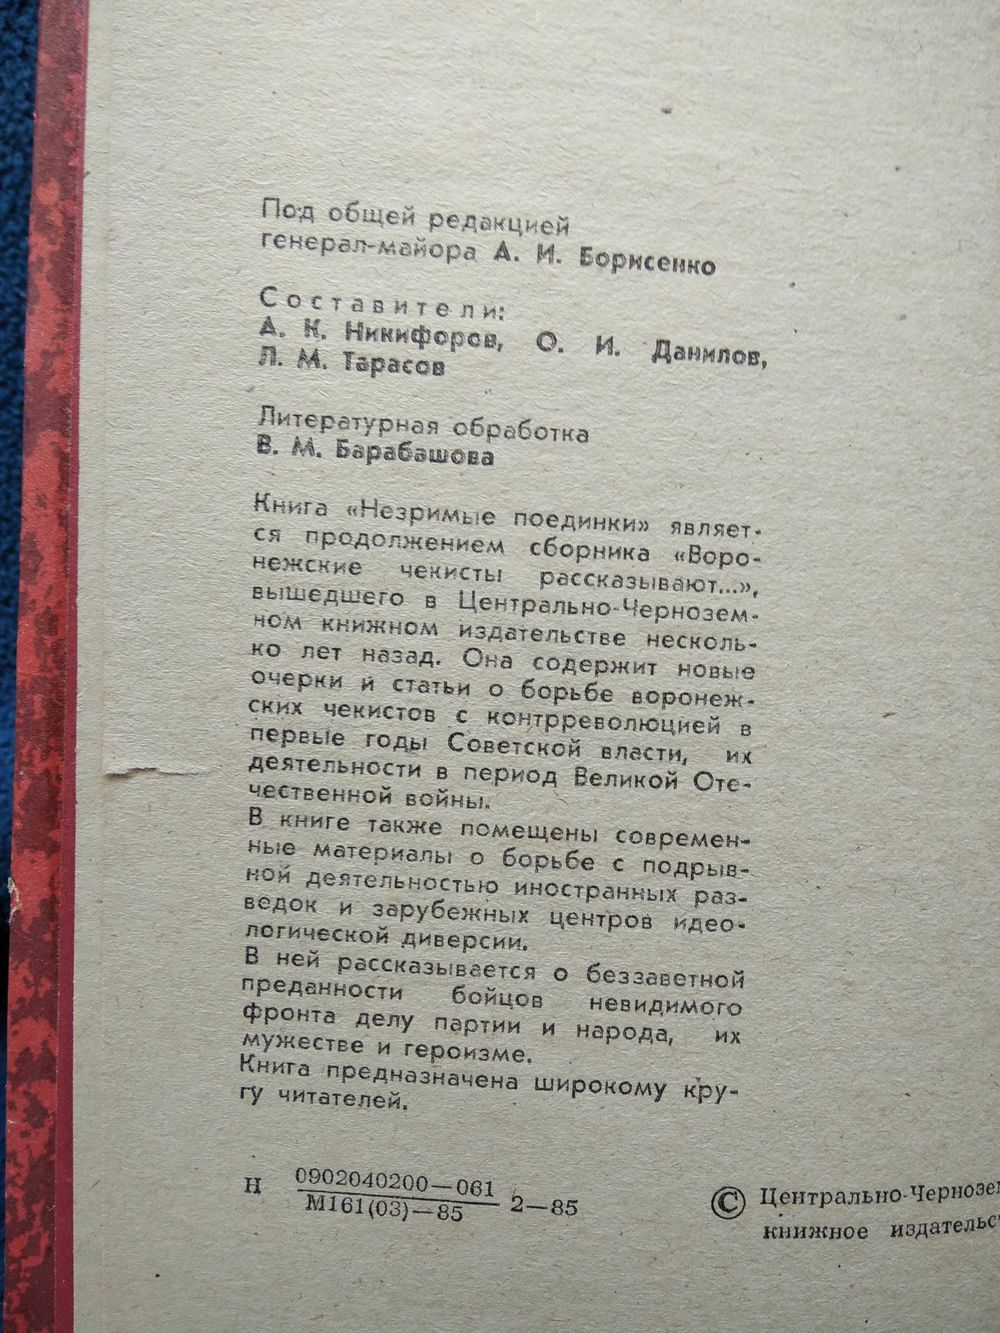 Под общей редакцией
генерал-майора А. И. Борисенко
Составители:
А. К. Никифоров, О. И. Данилов,
Л. М. Тарасов
Литературная обработка
В. М. Барабашова
Книга «Незримые поединки» являет-
ся продолжением сборника «Воро-
нежские чекисты рассказывают...»,
вышедшего в Центрально-Чернозем-
ном книжном издательстве несколь-
ко лет назад. Она содержит новые
очерки и статьи о борьбе воронеж-
ских чекистов с контрреволюцией в
первые годы Советской власти, их
деятельности в период Великой Оте-
чественной войны.
В книге также помещены современ-
ные материалы о борьбе с подрыв-
ной деятельностью иностранных раз-
ведок и зарубежных центров идео-
логической диверсии.
В ней рассказывается о беззаветной
преданности бойцов невидимого
фронта делу партии и народа, их
мужестве и героизме.
Книга предназначена широкому кру-
гу читателей.
Н 0902040200—061
М161(03)—85 2—85
© Центрально-Чернозем
книжное издательст